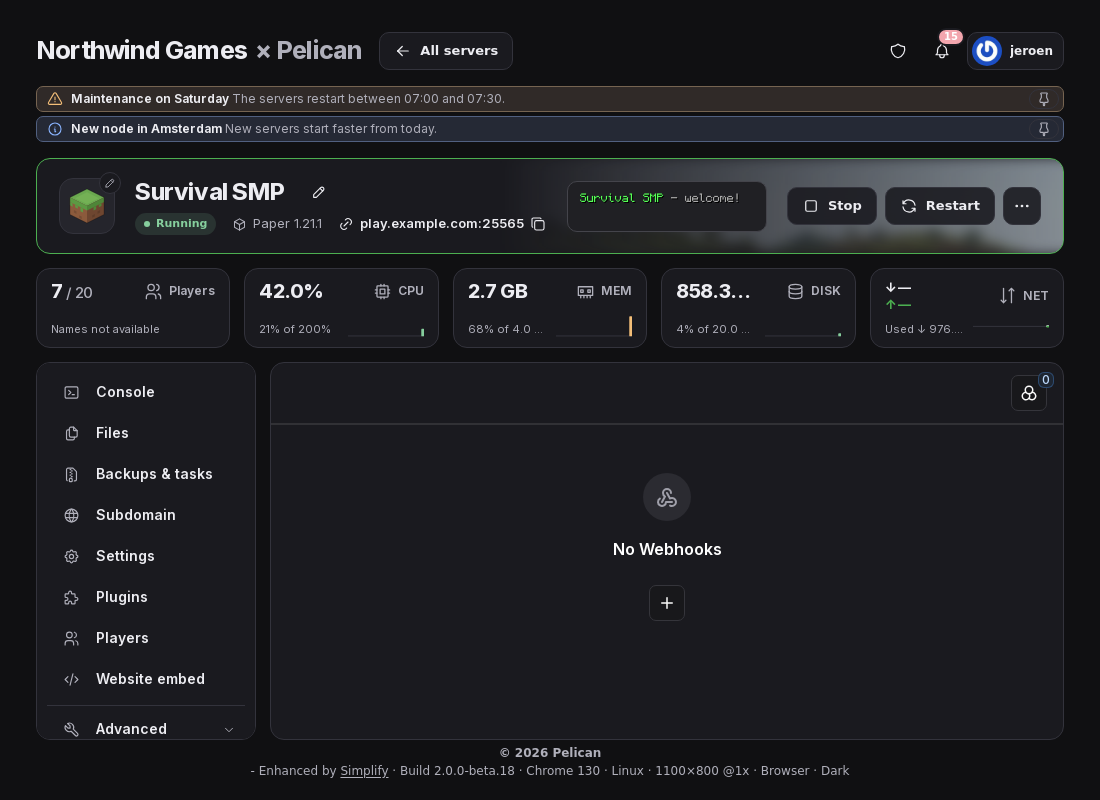 Northwind Games × Pelican
All servers
15
jeroen
Maintenance on Saturday The servers restart between 07:00 and 07:30.
New node in Amsterdam New servers start faster from today.
Survival SMP
Running
Paper 1.21.1
play.example.com:25565
Survival SMP – welcome!
Stop
Restart
7 / 20
Players
Names not available
42.0%
CPU
21% of 200%
2.7 GB
MEM
68% of 4.0 ...
858.3...
DISK
4% of 20.0 ...
↓—
↑—
NET
Used ↓ 976....
Console
Files
Backups & tasks
Subdomain
Settings
Plugins
Players
Website embed
Advanced
0
No Webhooks
© 2026 Pelican
- Enhanced by Simplify · Build 2.0.0-beta.18 · Chrome 130 · Linux · 1100×800 @1x · Browser · Dark